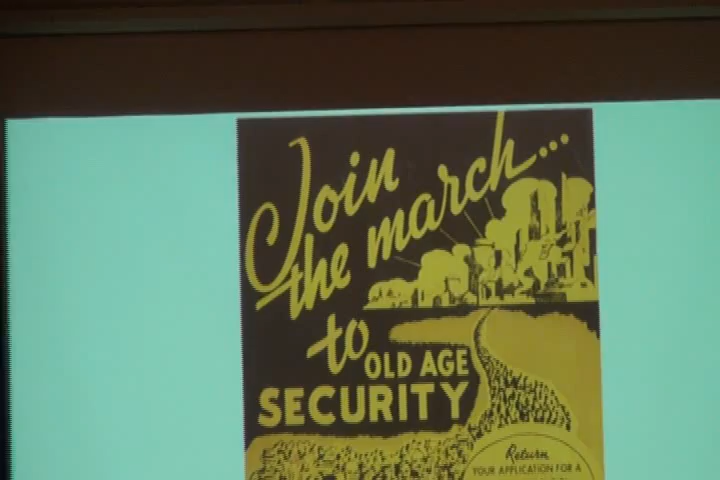 Join
the march...
to
OLD AGE
SECURITY
Return
YOUR APPLICATION FOR A